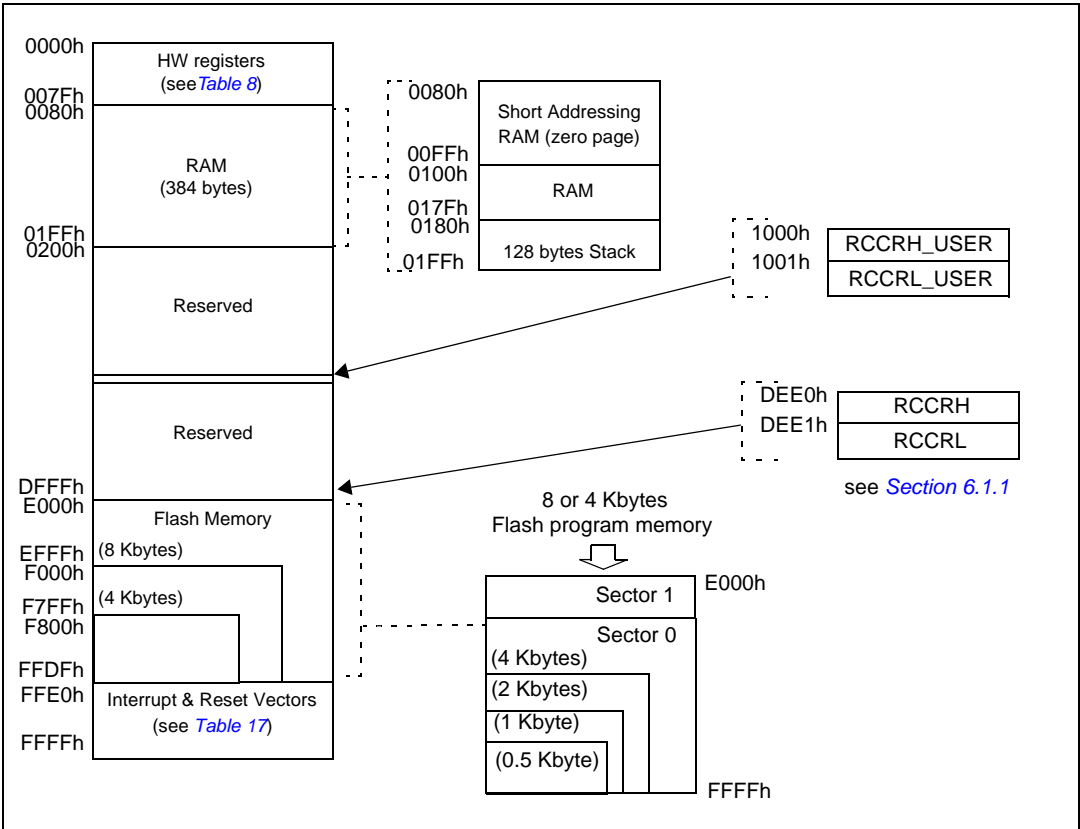 0000h
HW registers
(seeTable 8)
007Fh
0080h
RAM
(384 bytes)
01FFh
0200h
Reserved
Reserved
DFFFh
E000h
Flash Memory
EFFFh
(8 Kbytes)
F000h
F7FFh
(4 Kbytes)
F800h
FFDFh
FFE0h
Interrupt & Reset Vectors
(see Table 17)
FFFFh
0080h
Short Addressing
RAM (zero page)
00FFh
0100h
RAM
017Fh
0180h
128 bytes Stack
01FFh
1000h
RCCRH_USER
1001h
RCCRL_USER
DEE0h
RCCRH
DEE1h
RCCRL
see Section 6.1.1
8 or 4 Kbytes
Flash program memory
Sector 1
E000h
Sector 0
(4 Kbytes)
(2 Kbytes)
(1 Kbyte)
(0.5 Kbyte)
FFFFh